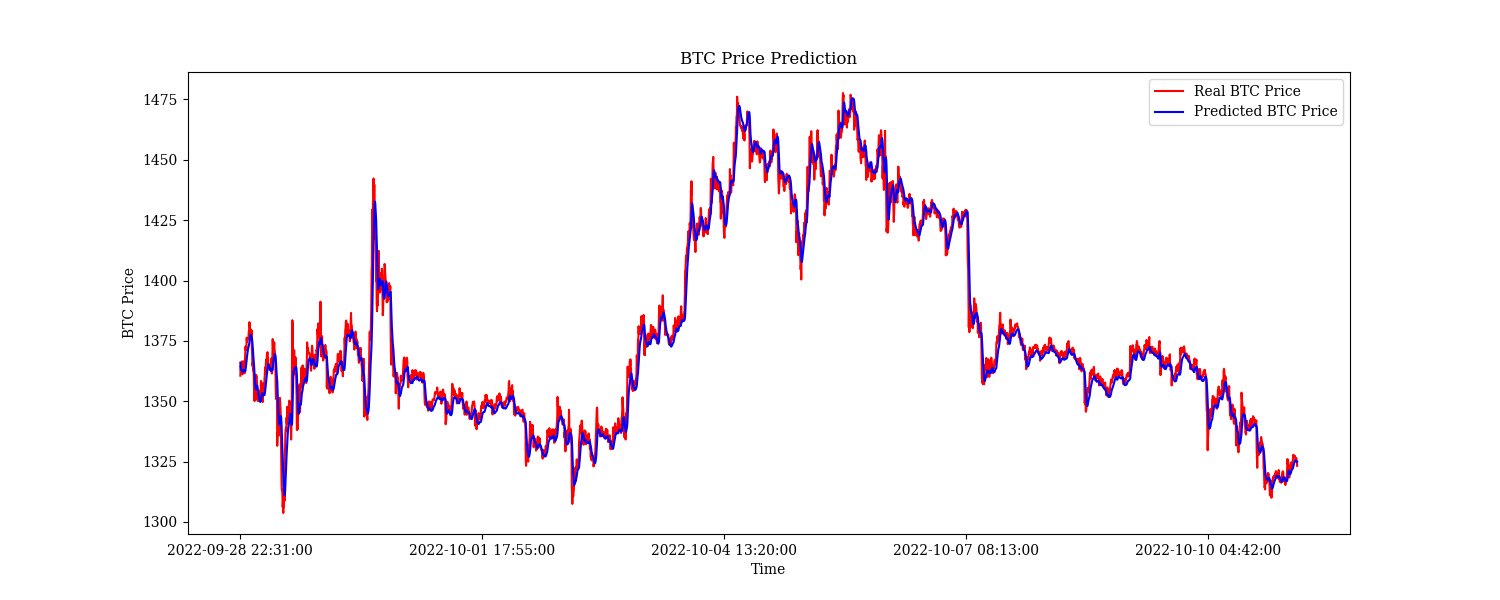 BTC Price Prediction
Real BTC Price
Predicted BTC Price
BTC Price
1475
1450
1425
1400
1375
1350
1325
1300
2022-09-28 22:31:00
2022-10-01 17:55:00
2022-10-04 13:20:00
2022-10-07 08:13:00
2022-10-10 04:42:00
Time